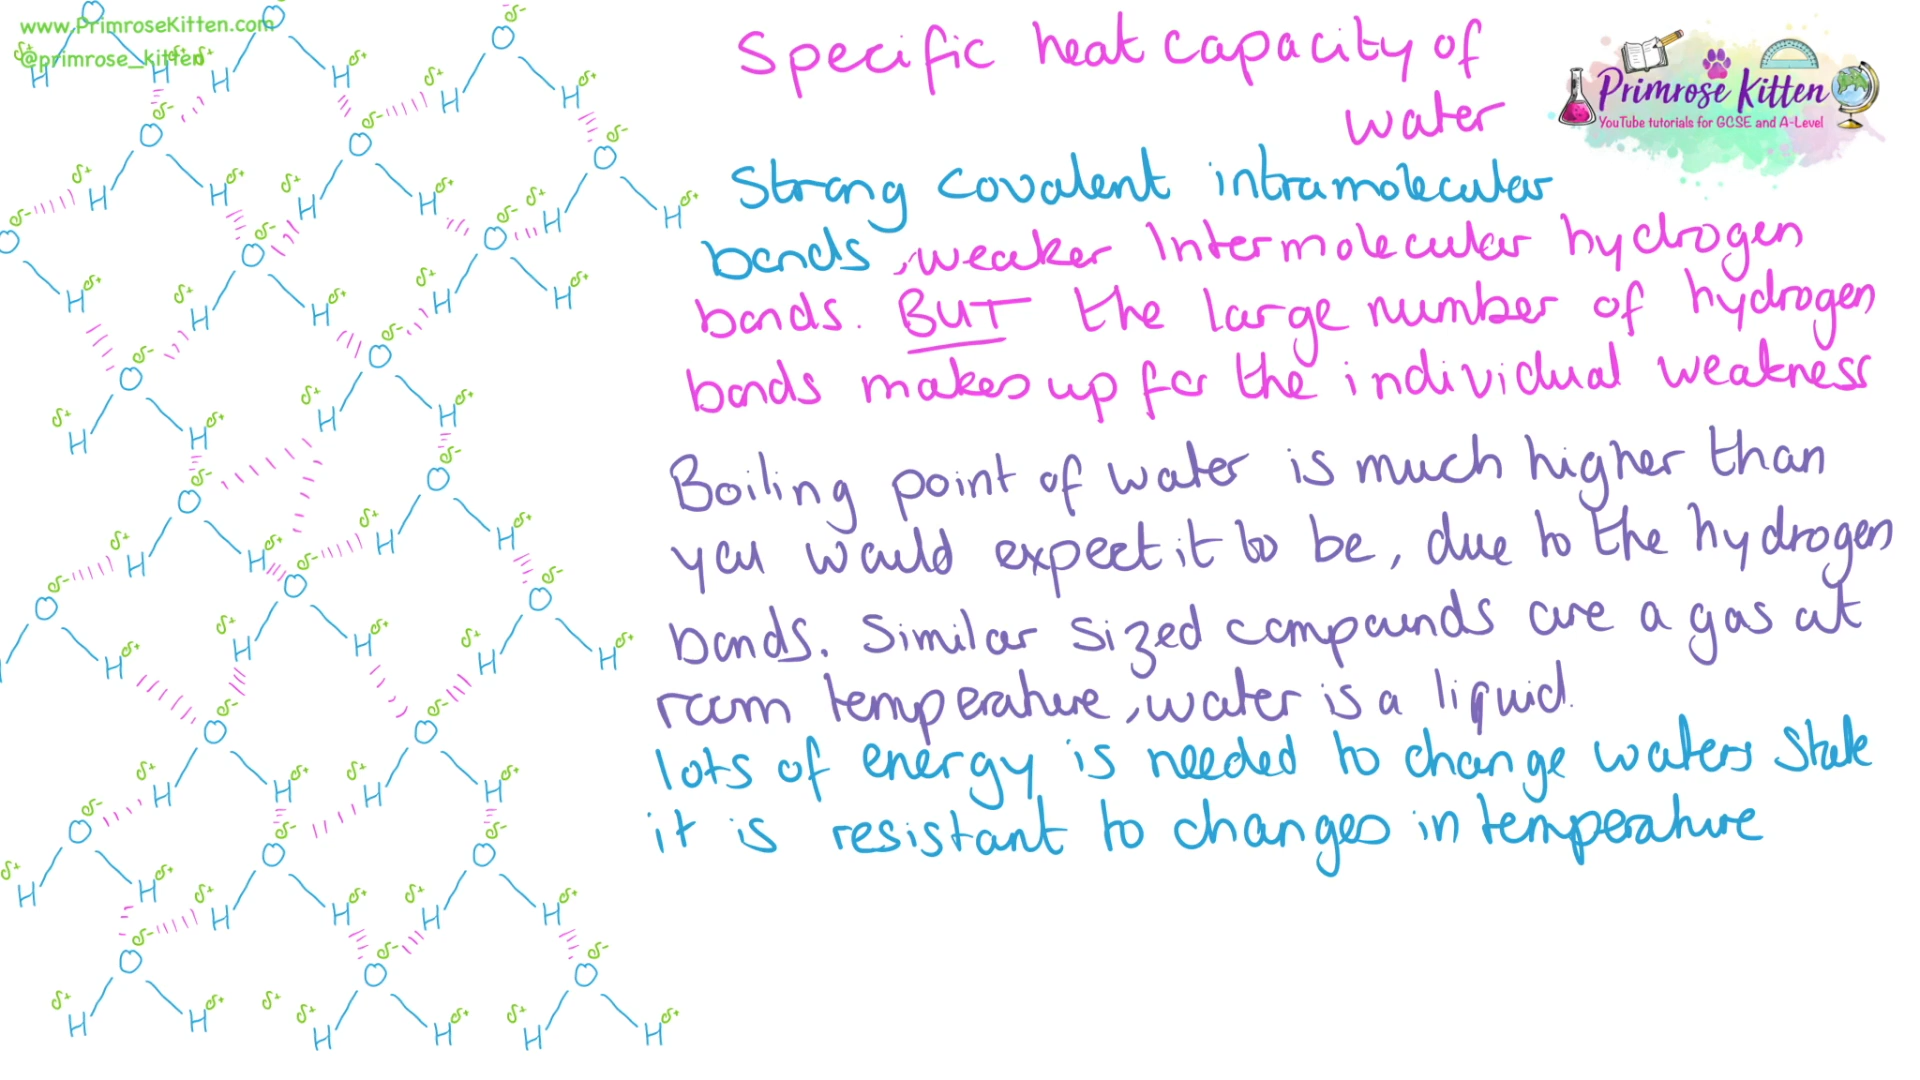 www.PrimroseKitten.com
@primrose_kitten
Specific heat capacity of
water
Primrose Kitten
YouTube tutorials for GCSE and A-Level
Strong covalent intramolecular
bonds, weaker Intermolecular hydrogen
bonds. BUT the large number of hydrogen
bonds makes up for the individual weakness
Boiling point of water is much higher than
you would expect it to be, due to the hydrogen
bonds. Similar sized compounds are a gas at
room temperature, water is a liquid.
lots of energy is needed to change waters state
it is resistant to changes in temperature